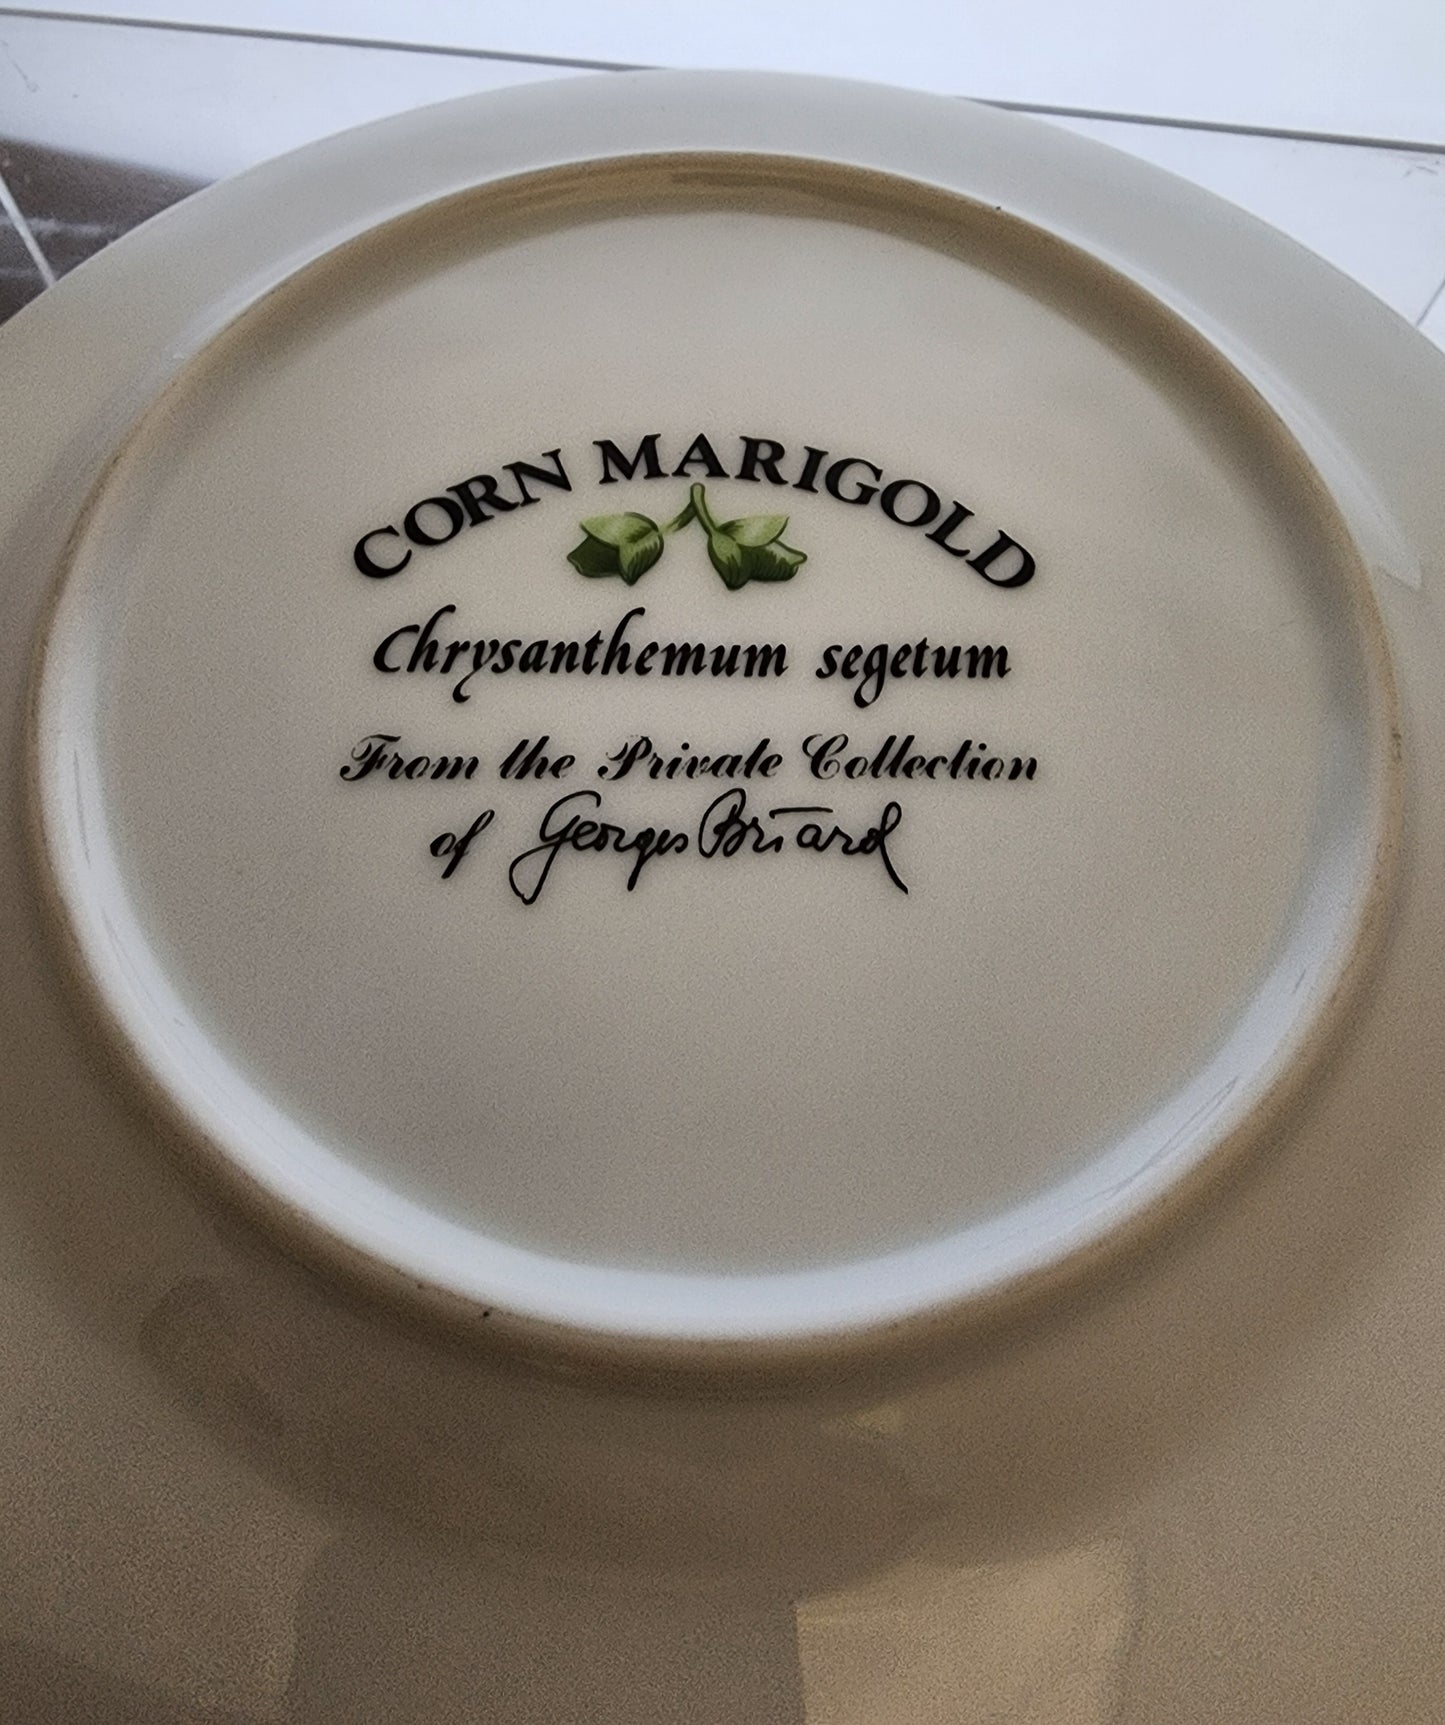 CORN MARIGOLD
Chrysanthemum segetum
From the Private Collection
of Georges Briard